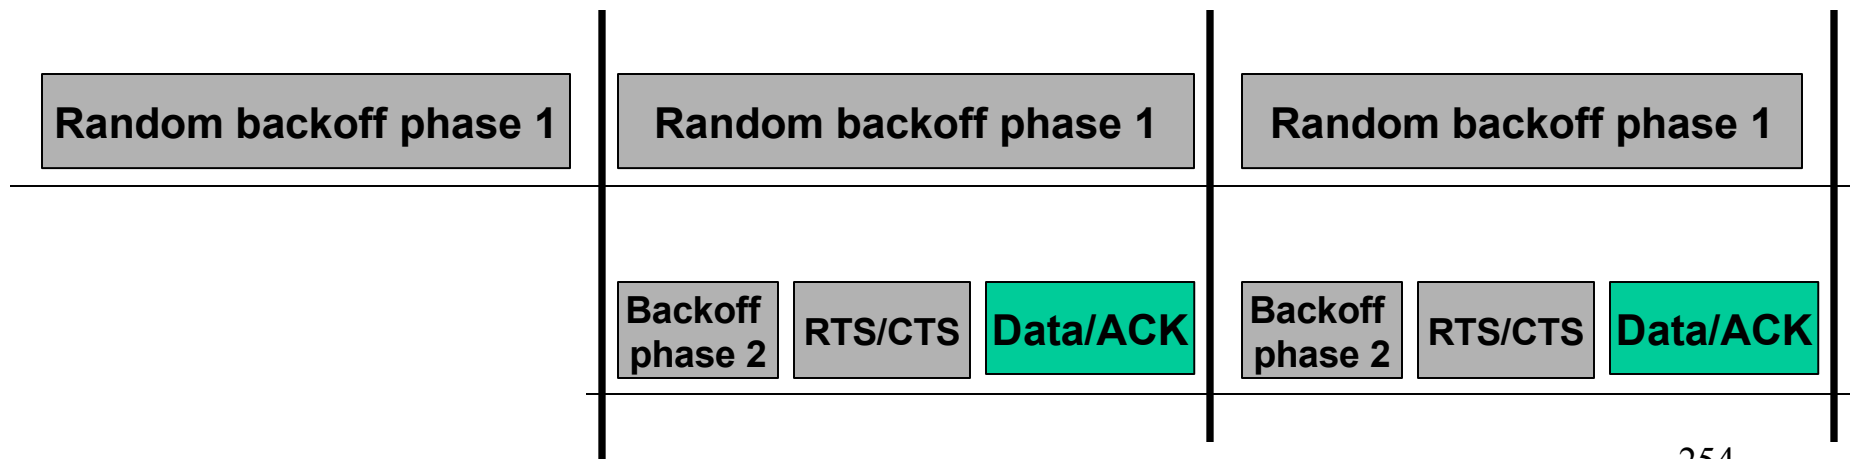 Random backoff phase 1
Random backoff phase 1
Random backoff phase 1
Backoff
phase 2
RTS/CTS
Data/ACK
Backoff
phase 2
RTS/CTS
Data/ACK
254